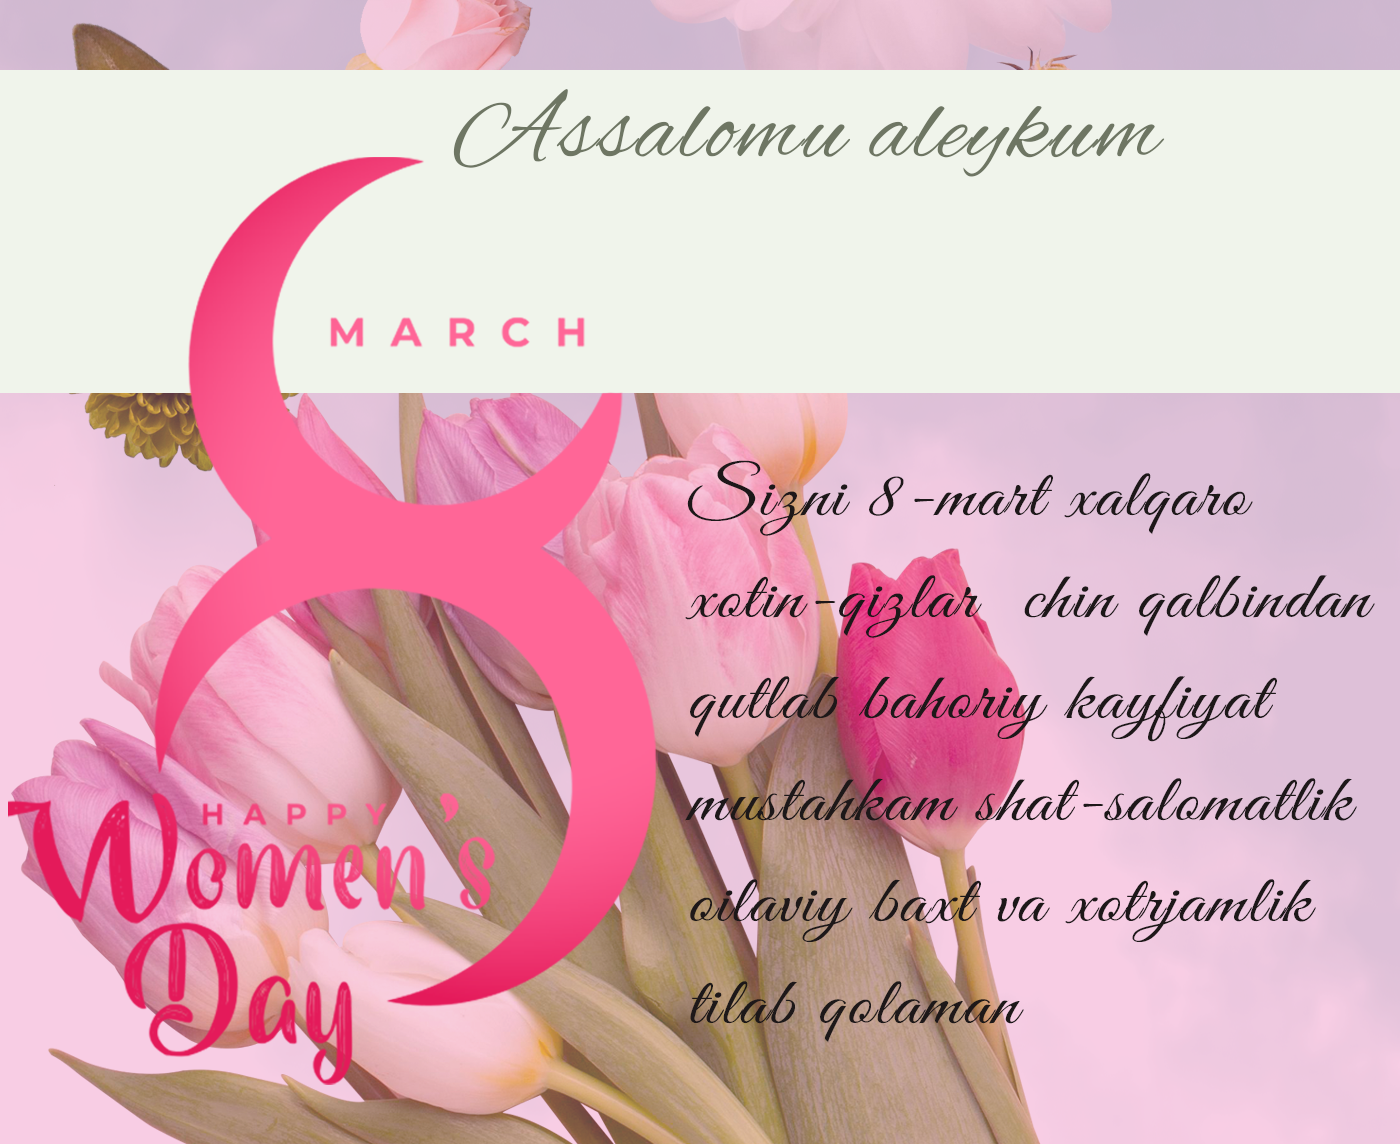 Assalomu aleykum
MARCH
Sizni 8-mart xalqaro
xotin-qizlar chin qalbindan
qutlab bahoriy kayfiyat
mustahkam shat-salomatlik
oilaviy baxt va xotrjamlik
tilab qolaman
HAPPY
Women's
Day